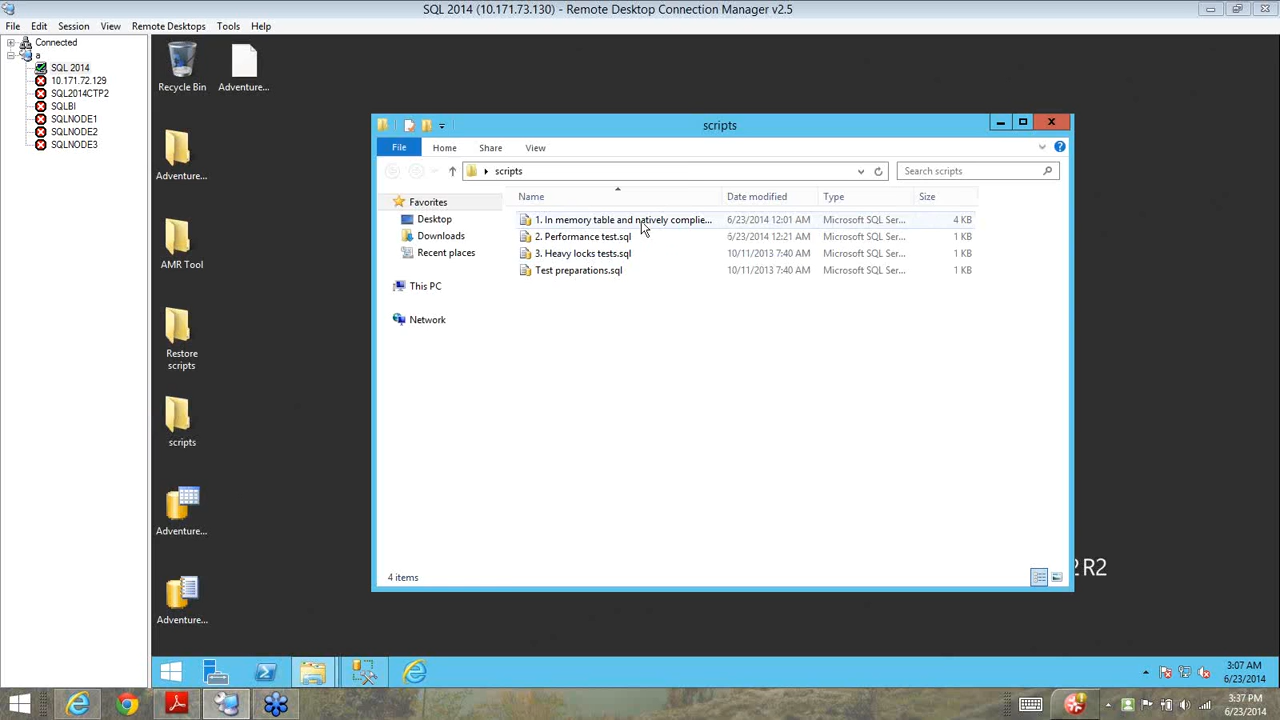 SQL 2014 (10.171.73.130) - Remote Desktop Connection Manager v2.5
File Edit Session View Remote Desktops Tools Help
Connected
a
SQL 2014
10.171.72.129
SQL2014CTP2
SQLBI
SQLNODE1
SQLNODE2
SQLNODE3
Recycle Bin
Adventure...
Adventure...
AMR Tool
Restore
scripts
scripts
Adventure...
Adventure...
scripts
File Home Share View
scripts
Search scripts
Favorites
Desktop
Downloads
Recent places
This PC
Network
Name Date modified Type Size
1. In memory table and natively complie... 6/23/2014 12:01 AM Microsoft SQL Ser... 4 KB
2. Performance test.sql 6/23/2014 12:21 AM Microsoft SQL Ser... 1 KB
3. Heavy locks tests.sql 10/11/2013 7:40 AM Microsoft SQL Ser... 1 KB
Test preparations.sql 10/11/2013 7:40 AM Microsoft SQL Ser... 1 KB
4 items
2 R2
3:07 AM
6/23/2014
3:37 PM
6/23/2014